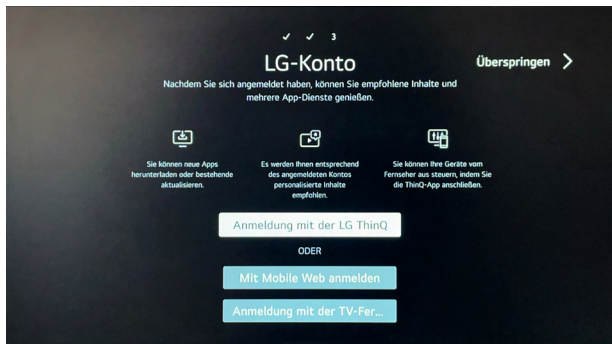 3
LG-Konto
Überspringen
Nachdem Sie sich angemeldet haben, können Sie empfohlene Inhalte und
mehrere App-Dienste genießen.
Sie können neue Apps
herunterladen oder bestehende
aktualisieren.
Es werden Ihnen entsprechend
des angemeldeten Kontos
personalisierte Inhalte
empfohlen.
Sie können Ihre Geräte vom
Fernseher aus steuern, indem Sie
die ThinQ-App anschließen.
Anmeldung mit der LG ThinQ
ODER
Mit Mobile Web anmelden
Anmeldung mit der TV-Fer...